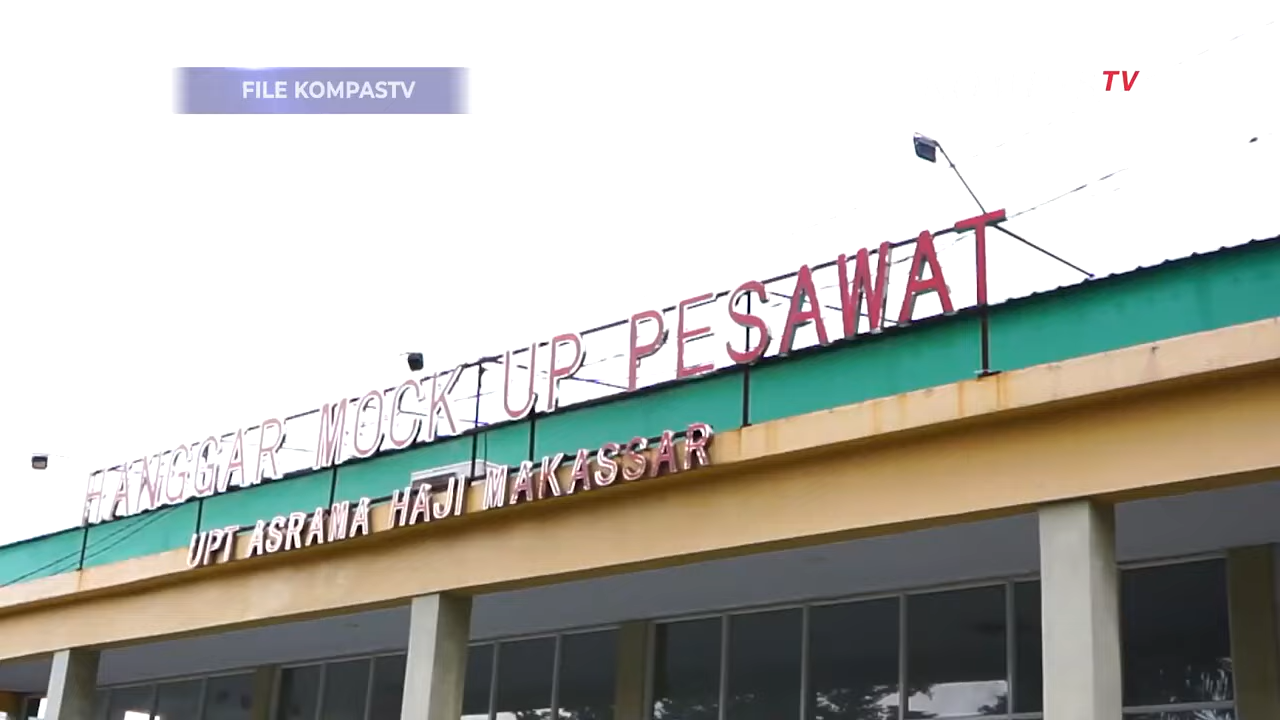 FILE KOMPASTV
TV
HANGGAR MOCK UP PESAWAT
UPT ASRAMA HAJI MAKASSAR